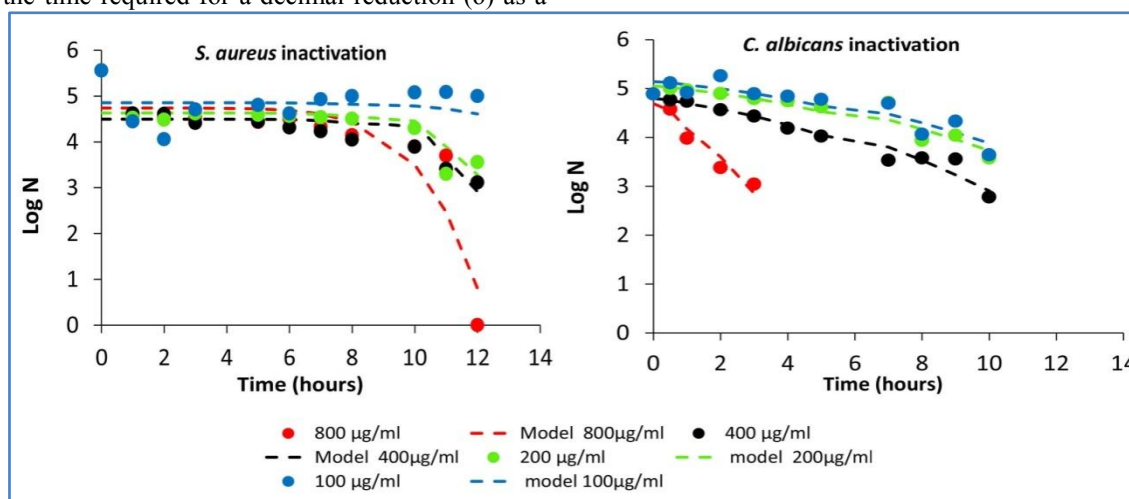 the time required for a decimal reduction (δ) as a
S. aureus inactivation
6
5
4
3
2
1
0
Log N
0 2 4 6 8 10 12 14
Time (hours)
C. albicans inactivation
6
5
4
3
2
1
0
Log N
0 2 4 6 8 10 12 14
Time (hours)
800 µg/ml Model 800µg/ml 400 µg/ml
Model 400µg/ml 200 µg/ml model 200µg/ml
100 µg/ml model 100µg/ml